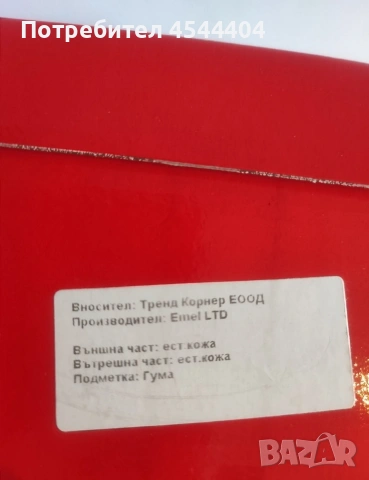 Потребител 4544404
Вносител: Тренд Корнер ЕООД
Производител: Emel LTD
Външна част: ест.кожа
Вътрешна част: ест.кожа
Подметка: Гума
BAZAR